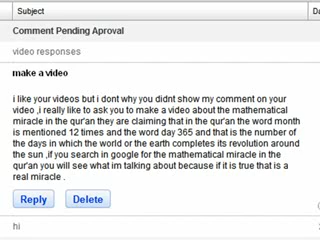 Subject
Da
Comment Pending Aproval
video responses
make a video
i like your videos but i dont why you didnt show my comment on your
video ,i really like to ask you to make a video about the mathematical
miracle in the qur'an they are claiming that in the qur'an the word month
is mentioned 12 times and the word day 365 and that is the number of
the days in which the world or the earth completes its revolution around
the sun ,if you search in google for the mathematical miracle in the
qur'an you will see what im talking about because if it is true that is a
real miracle .
Reply Delete
hi